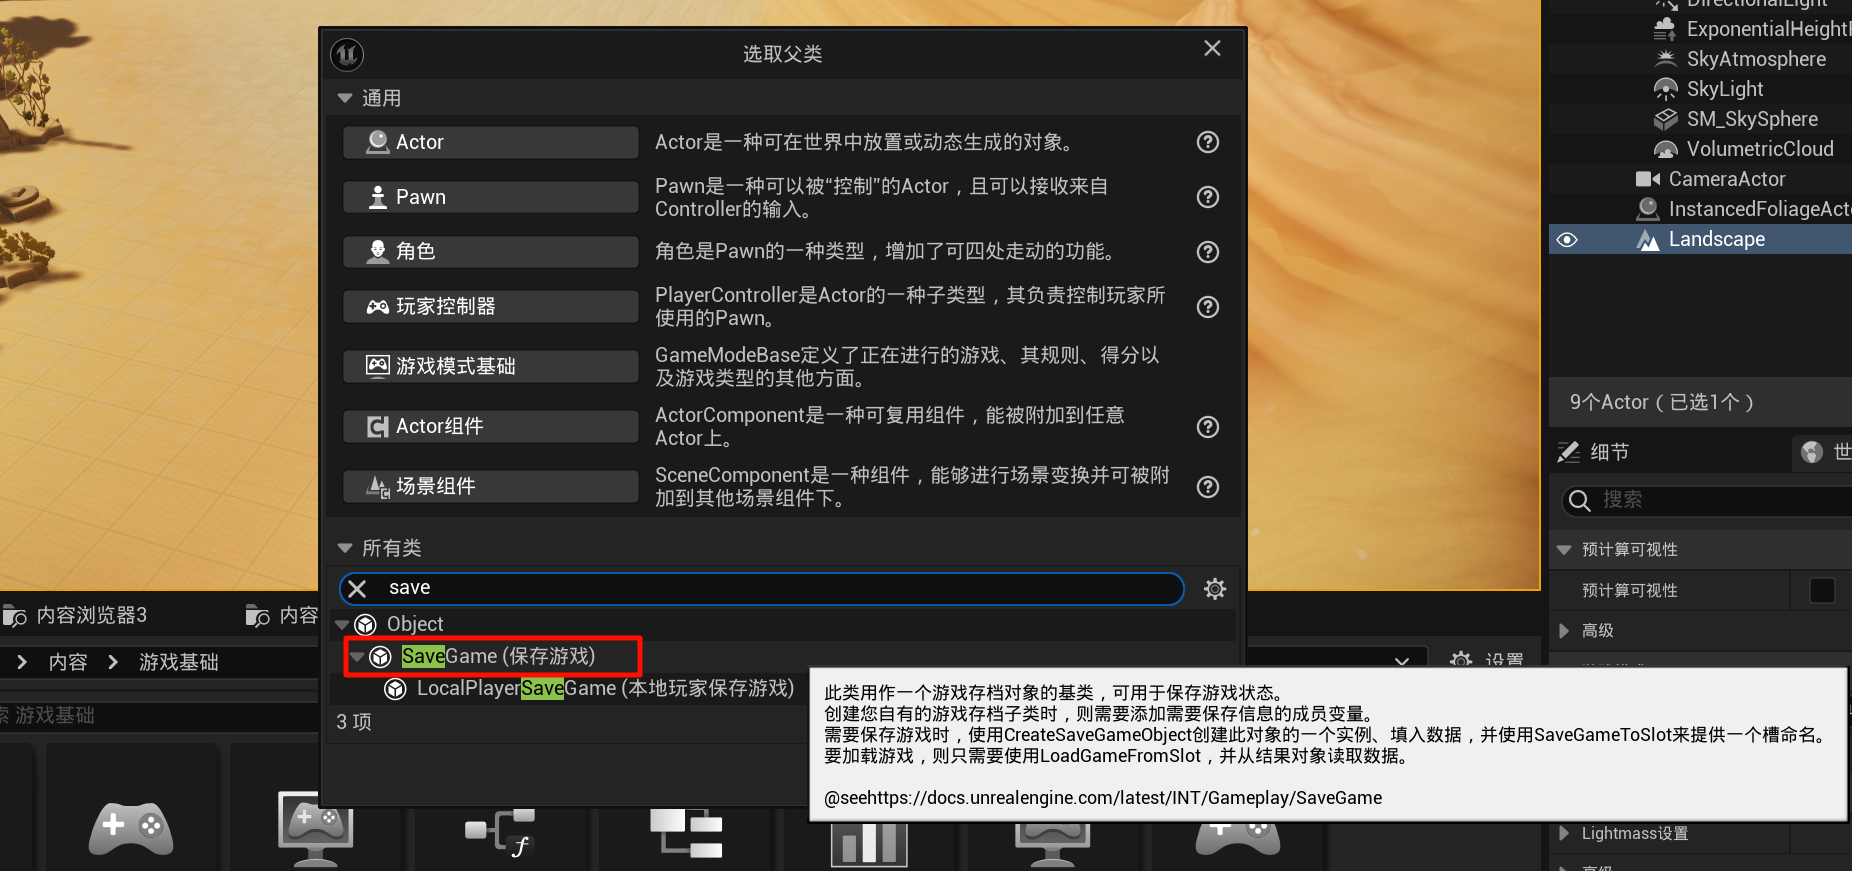 选取父类
通用
Actor
Actor是一种可在世界中放置或动态生成的对象。
Pawn
Pawn是一种可以被“控制”的Actor，且可以接收来自
Controller的输入。
角色
角色是Pawn的一种类型，增加了可四处走动的功能。
玩家控制器
PlayerController是Actor的一种子类型，其负责控制玩家所
使用的Pawn。
游戏模式基础
GameModeBase定义了正在进行的游戏、其规则、得分以
及游戏类型的其他方面。
Actor组件
ActorComponent是一种可复用组件，能被附加到任意
Actor上。
场景组件
SceneComponent是一种组件，能够进行场景变换并可被附
加到其他场景组件下。
所有类
save
Object
SaveGame (保存游戏)
LocalPlayerSaveGame (本地玩家保存游戏)
3 项
此类用作一个游戏存档对象的基类，可用于保存游戏状态。
创建您自有的游戏存档子类时，则需要添加需要保存信息的成员变量。
需要保存游戏时，使用CreateSaveGameObject创建此对象的一个实例、填入数据，并使用SaveGameToSlot来提供一个槽命名。
要加载游戏，则只需要使用LoadGameFromSlot，并从结果对象读取数据。
@seehttps://docs.unrealengine.com/latest/INT/Gameplay/SaveGame
内容浏览器3
内容
内容
游戏基础
游戏基础
设置
DirectionalLight
ExponentialHeight
SkyAtmosphere
SkyLight
SM_SkySphere
VolumetricCloud
CameraActor
InstancedFoliageAct
Landscape
9个Actor（已选1个）
细节
世
搜索
预计算可视性
预计算可视性
高级
Lightmass设置